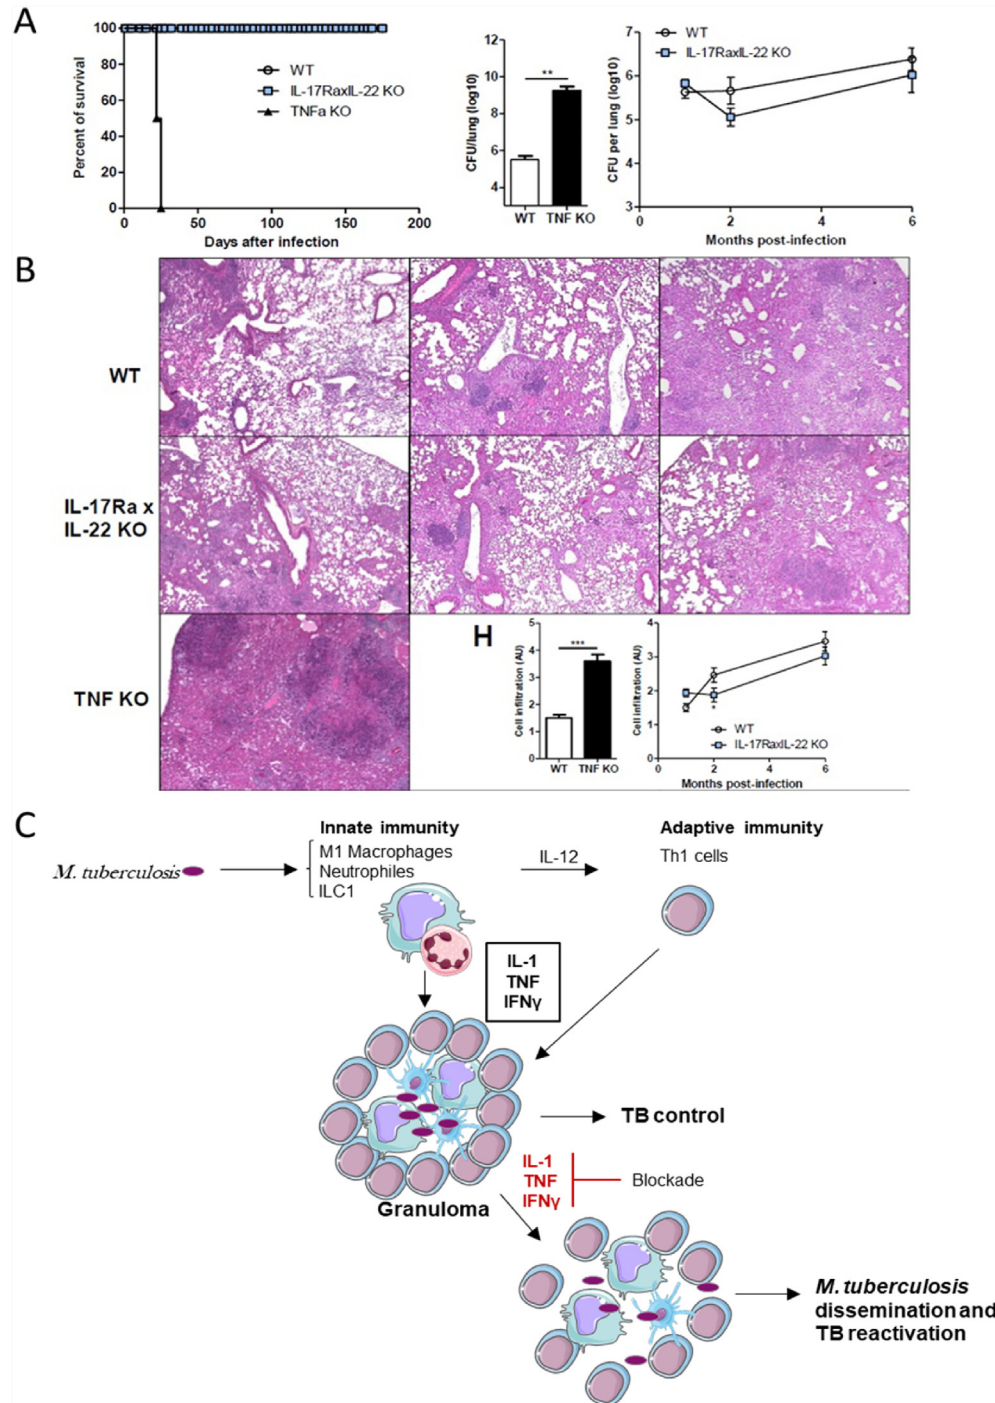 A
Percent of survival
100
80
60
40
20
0
0 50 100 150 200
Days after infection
WT
IL-17RaxIL-22 KO
TNFa KO
CFU/lung (log10)
12
10
8
6
4
**
WT TNF KO
CFU per lung (log10)
7
6
5
4
3
0 2 4 6
Months post-infection
WT
IL-17RaxIL-22 KO
B
WT
IL-17Ra x
IL-22 KO
TNF KO
H
Cell infiltration (AU)
5
4
3
2
1
0
***
WT TNF KO
Cell infiltration (AU)
4
3
2
1
0
*
WT
IL-17RaxIL-22 KO
0 2 4 6
Months post-infection
C
Innate immunity
Adaptive immunity
M. tuberculosis
M1 Macrophages
Neutrophiles
ILC1
IL-12
Th1 cells
IL-1
TNF
IFNγ
TB control
IL-1
TNF
IFNγ
Blockade
Granuloma
M. tuberculosis
dissemination and
TB reactivation